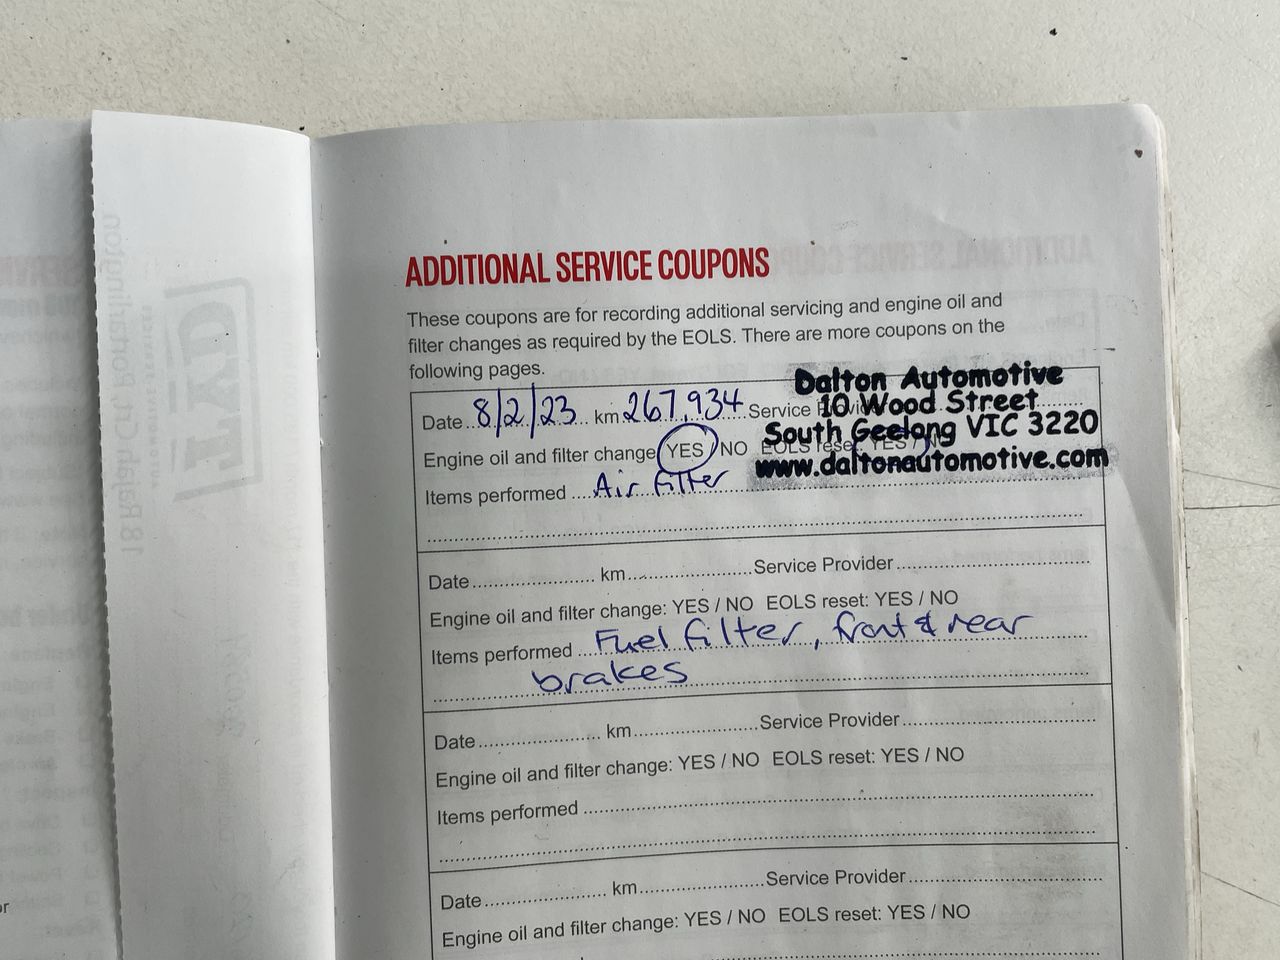 ADDITIONAL SERVICE COUPONS
These coupons are for recording additional servicing and engine oil and
filter changes as required by the EOLS. There are more coupons on the
following pages.
Dalton Automotive
10 Wood Street
South Geelong VIC 3220
www.daltonautomotive.com
Date 8/2/23 km 267,934 Service Provider
Engine oil and filter change YES / NO EOLS reset: YES / NO
Items performed Air filter
Date km Service Provider
Engine oil and filter change: YES / NO EOLS reset: YES / NO
Items performed Fuel filter, front & rear
brakes
Date km Service Provider
Engine oil and filter change: YES / NO EOLS reset: YES / NO
Items performed
Date km Service Provider
Engine oil and filter change: YES / NO EOLS reset: YES / NO